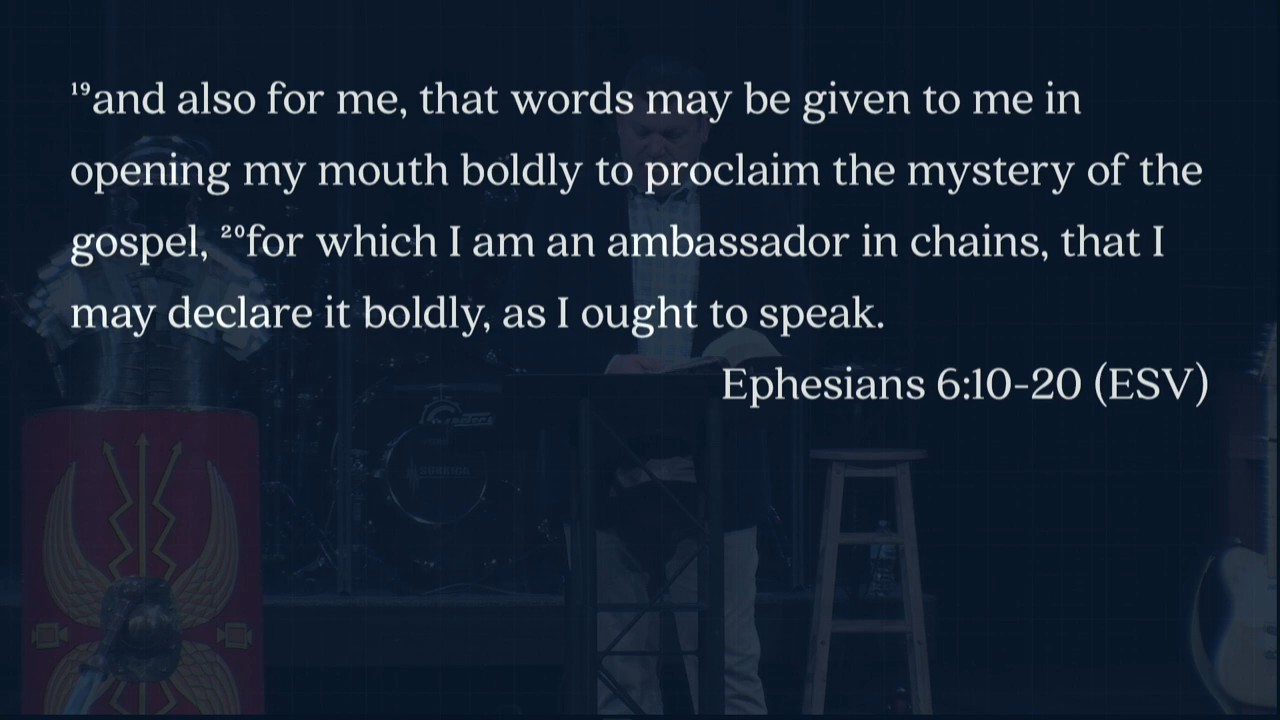 ¹⁹and also for me, that words may be given to me in
opening my mouth boldly to proclaim the mystery of the
gospel, ²⁰for which I am an ambassador in chains, that I
may declare it boldly, as I ought to speak.
Ephesians 6:10-20 (ESV)